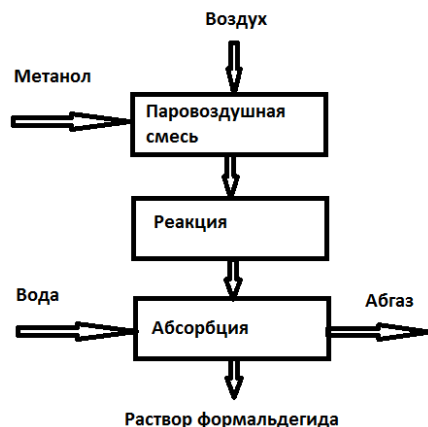 Воздух
Метанол
Паровоздушная
смесь
Реакция
Вода
Абсорбция
Абгаз
Раствор формальдегида